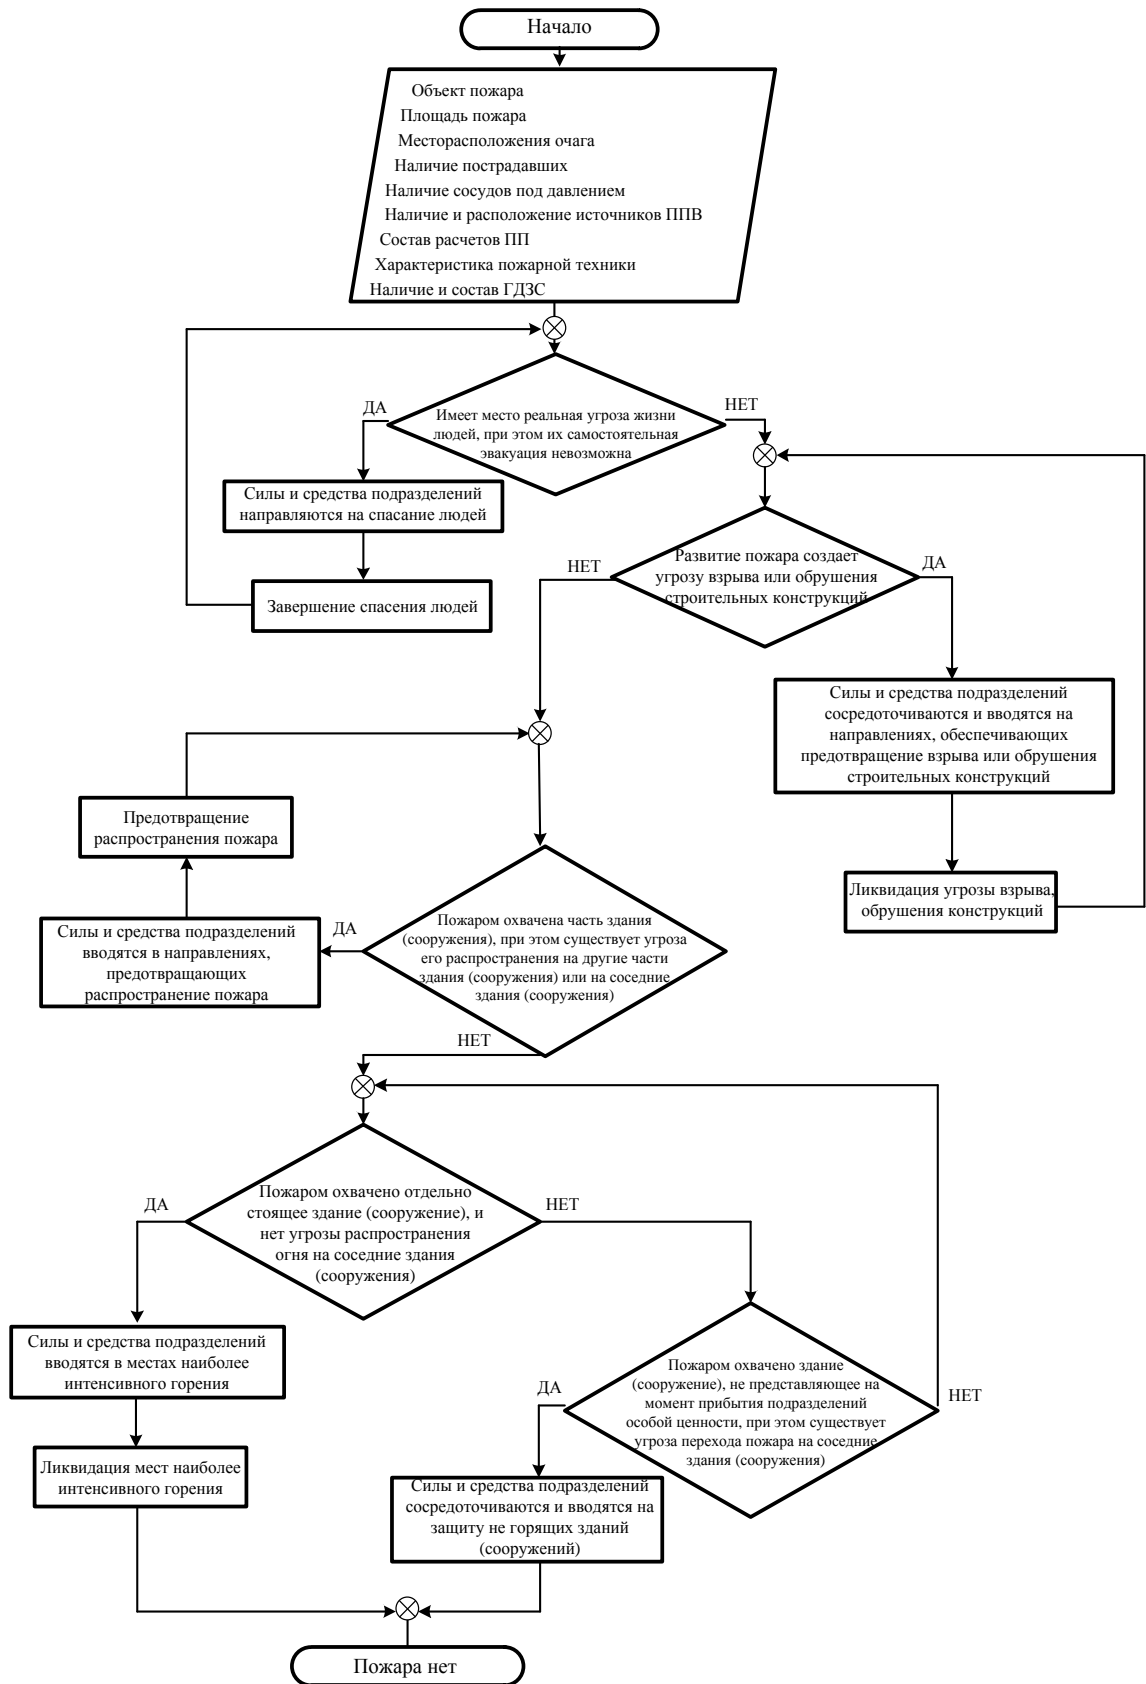 Начало
Объект пожара
Площадь пожара
Месторасположения очага
Наличие пострадавших
Наличие сосудов под давлением
Наличие и расположение источников ППВ
Состав расчетов ПП
Характеристика пожарной техники
Наличие и состав ГДЗС
ДА
НЕТ
Имеет место реальная угроза жизни
людей, при этом их самостоятельная
эвакуация невозможна
Силы и средства подразделений
направляются на спасание людей
Завершение спасения людей
НЕТ
ДА
Развитие пожара создает
угрозу взрыва или обрушения
строительных конструкций
Силы и средства подразделений
сосредоточиваются и вводятся на
направлениях, обеспечивающих
предотвращение взрыва или обрушения
строительных конструкций
Ликвидация угрозы взрыва,
обрушения конструкций
Предотвращение
распространения пожара
Силы и средства подразделений
вводятся в направлениях,
предотвращающих
распространение пожара
ДА
Пожаром охвачена часть здания
(сооружения), при этом существует угроза
его распространения на другие части
здания (сооружения) или на соседние
здания (сооружения)
НЕТ
ДА
НЕТ
Пожаром охвачено отдельно
стоящее здание (сооружение), и
нет угрозы распространения
огня на соседние здания
(сооружения)
Силы и средства подразделений
вводятся в местах наиболее
интенсивного горения
Ликвидация мест наиболее
интенсивного горения
ДА
НЕТ
Пожаром охвачено здание
(сооружение), не представляющее на
момент прибытия подразделений
особой ценности, при этом существует
угроза перехода пожара на соседние
здания (сооружения)
Силы и средства подразделений
сосредоточиваются и вводятся на
защиту не горящих зданий
(сооружений)
Пожара нет